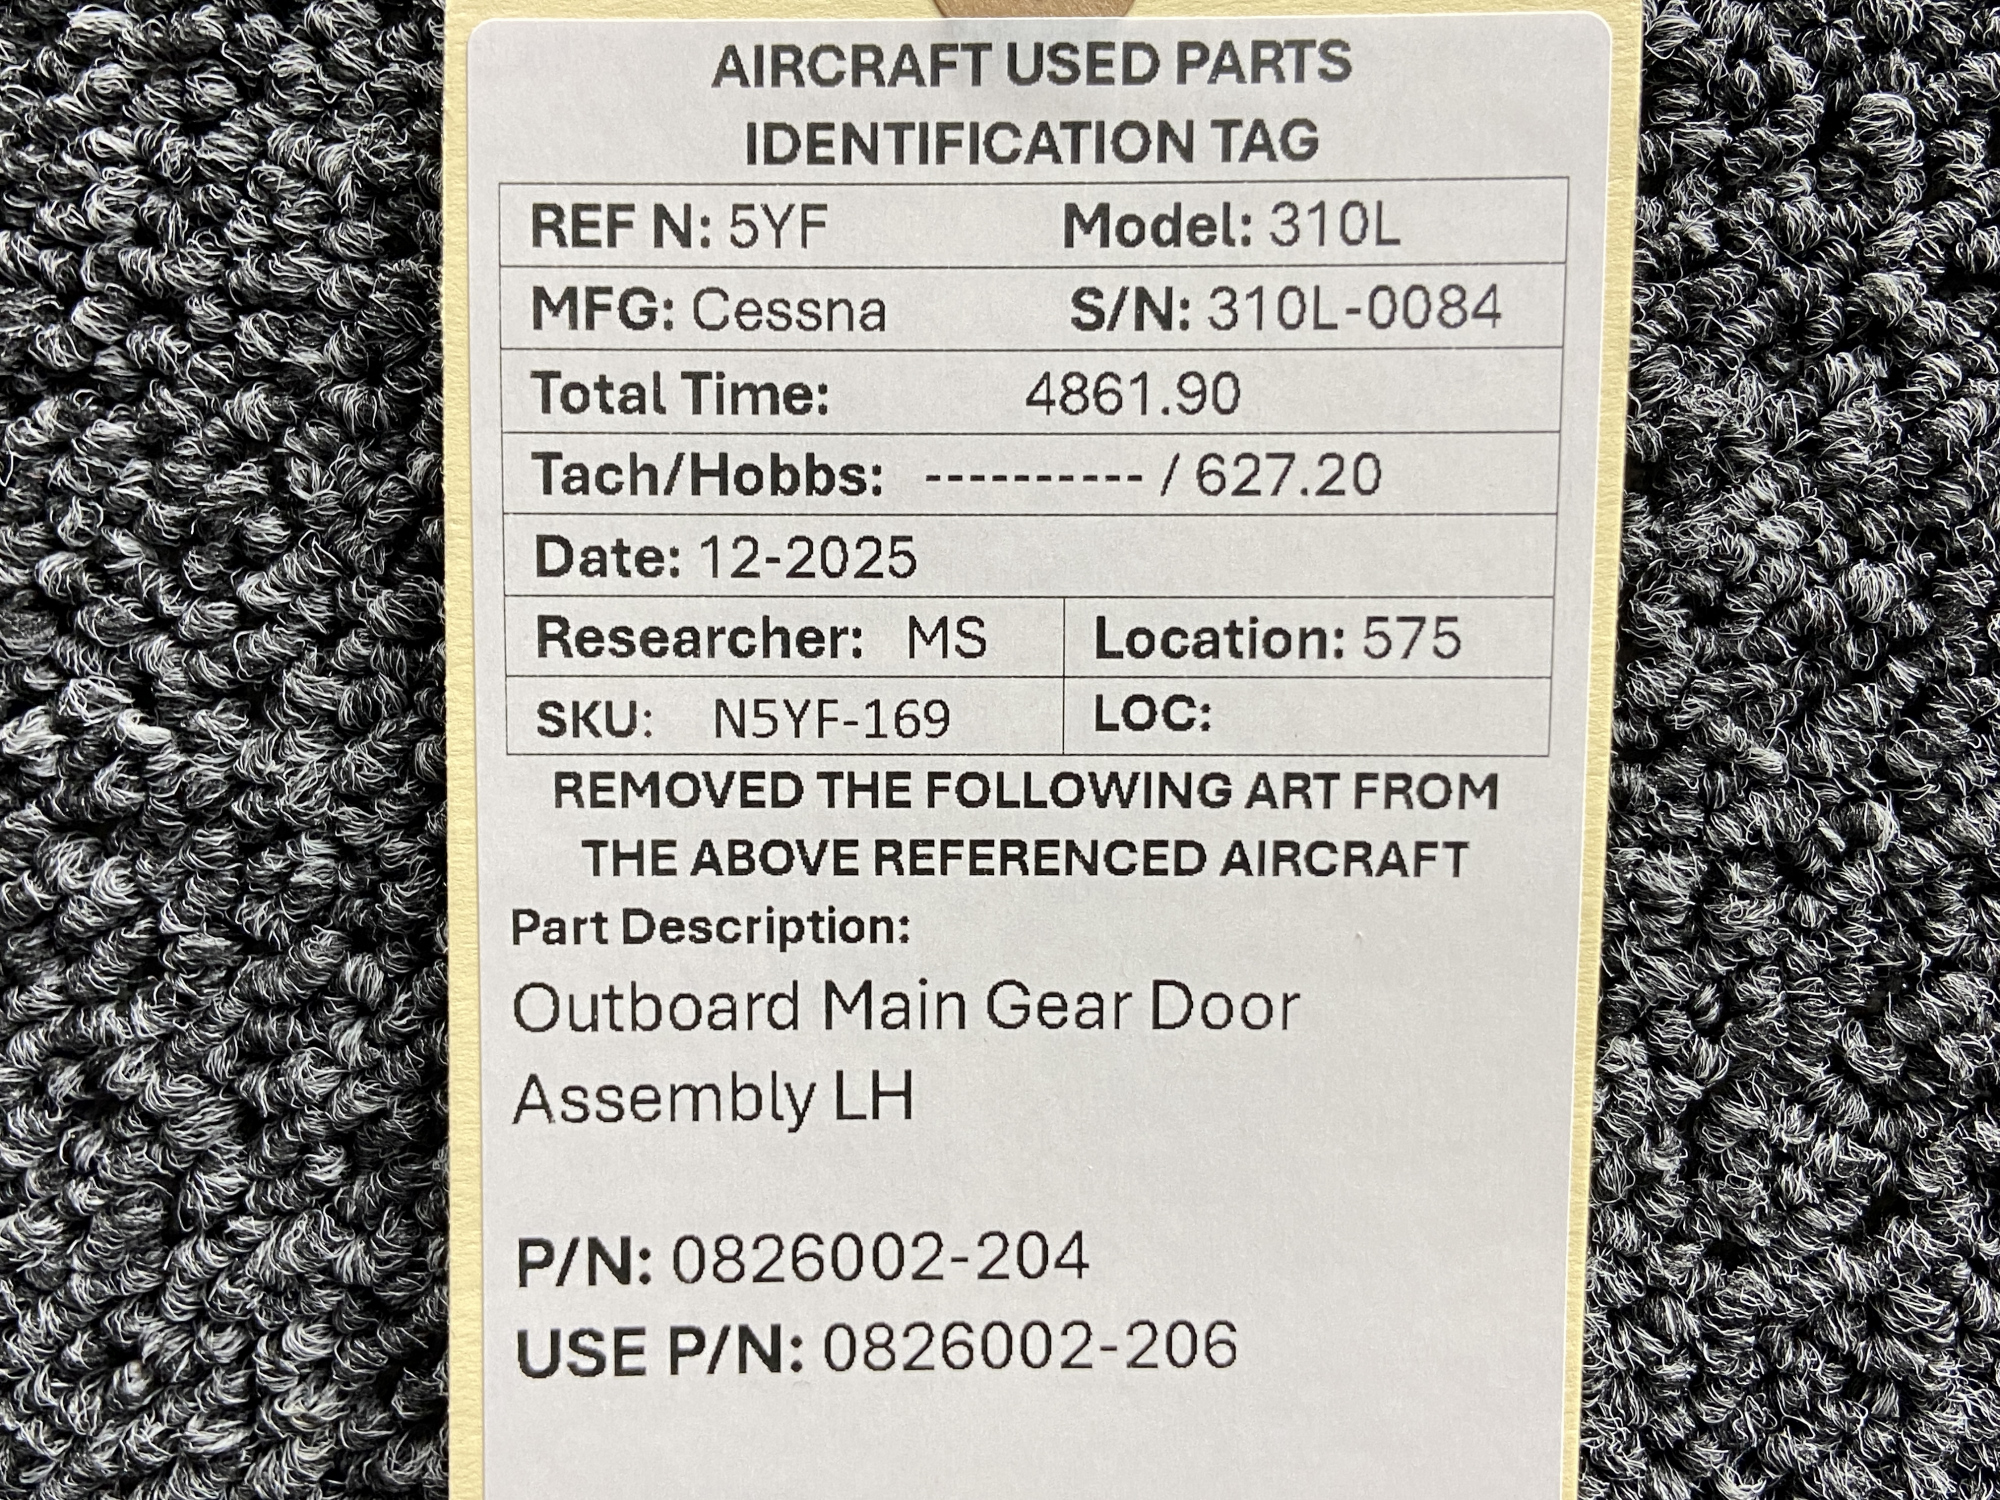 AIRCRAFT USED PARTS
IDENTIFICATION TAG
REF N: 5YF Model: 310L
MFG: Cessna S/N: 310L-0084
Total Time: 4861.90
Tach/Hobbs: ---------- / 627.20
Date: 12-2025
Researcher: MS Location: 575
SKU: N5YF-169 LOC:
REMOVED THE FOLLOWING ART FROM
THE ABOVE REFERENCED AIRCRAFT
Part Description:
Outboard Main Gear Door
Assembly LH
P/N: 0826002-204
USE P/N: 0826002-206